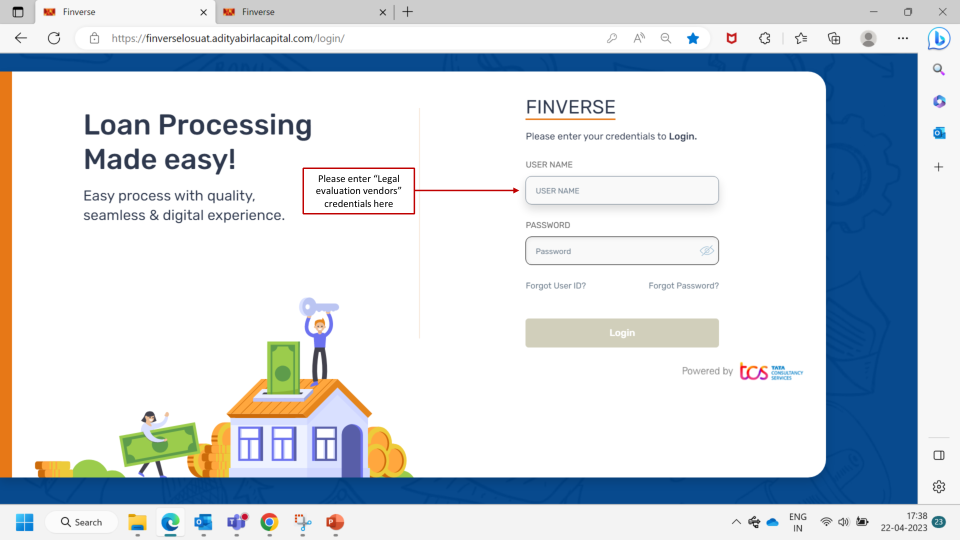 Finverse
Finverse
https://finverselosuat.adityabirlacapital.com/login/
Loan Processing
Made easy!
Easy process with quality,
seamless & digital experience.
Please enter “Legal
evaluation vendors”
credentials here
FINVERSE
Please enter your credentials to Login.
USER NAME
USER NAME
PASSWORD
Password
Forgot User ID? Forgot Password?
Login
Powered by tcs TATA
CONSULTANCY
SERVICES
Search
ENG
IN
17:38
22-04-2023
23